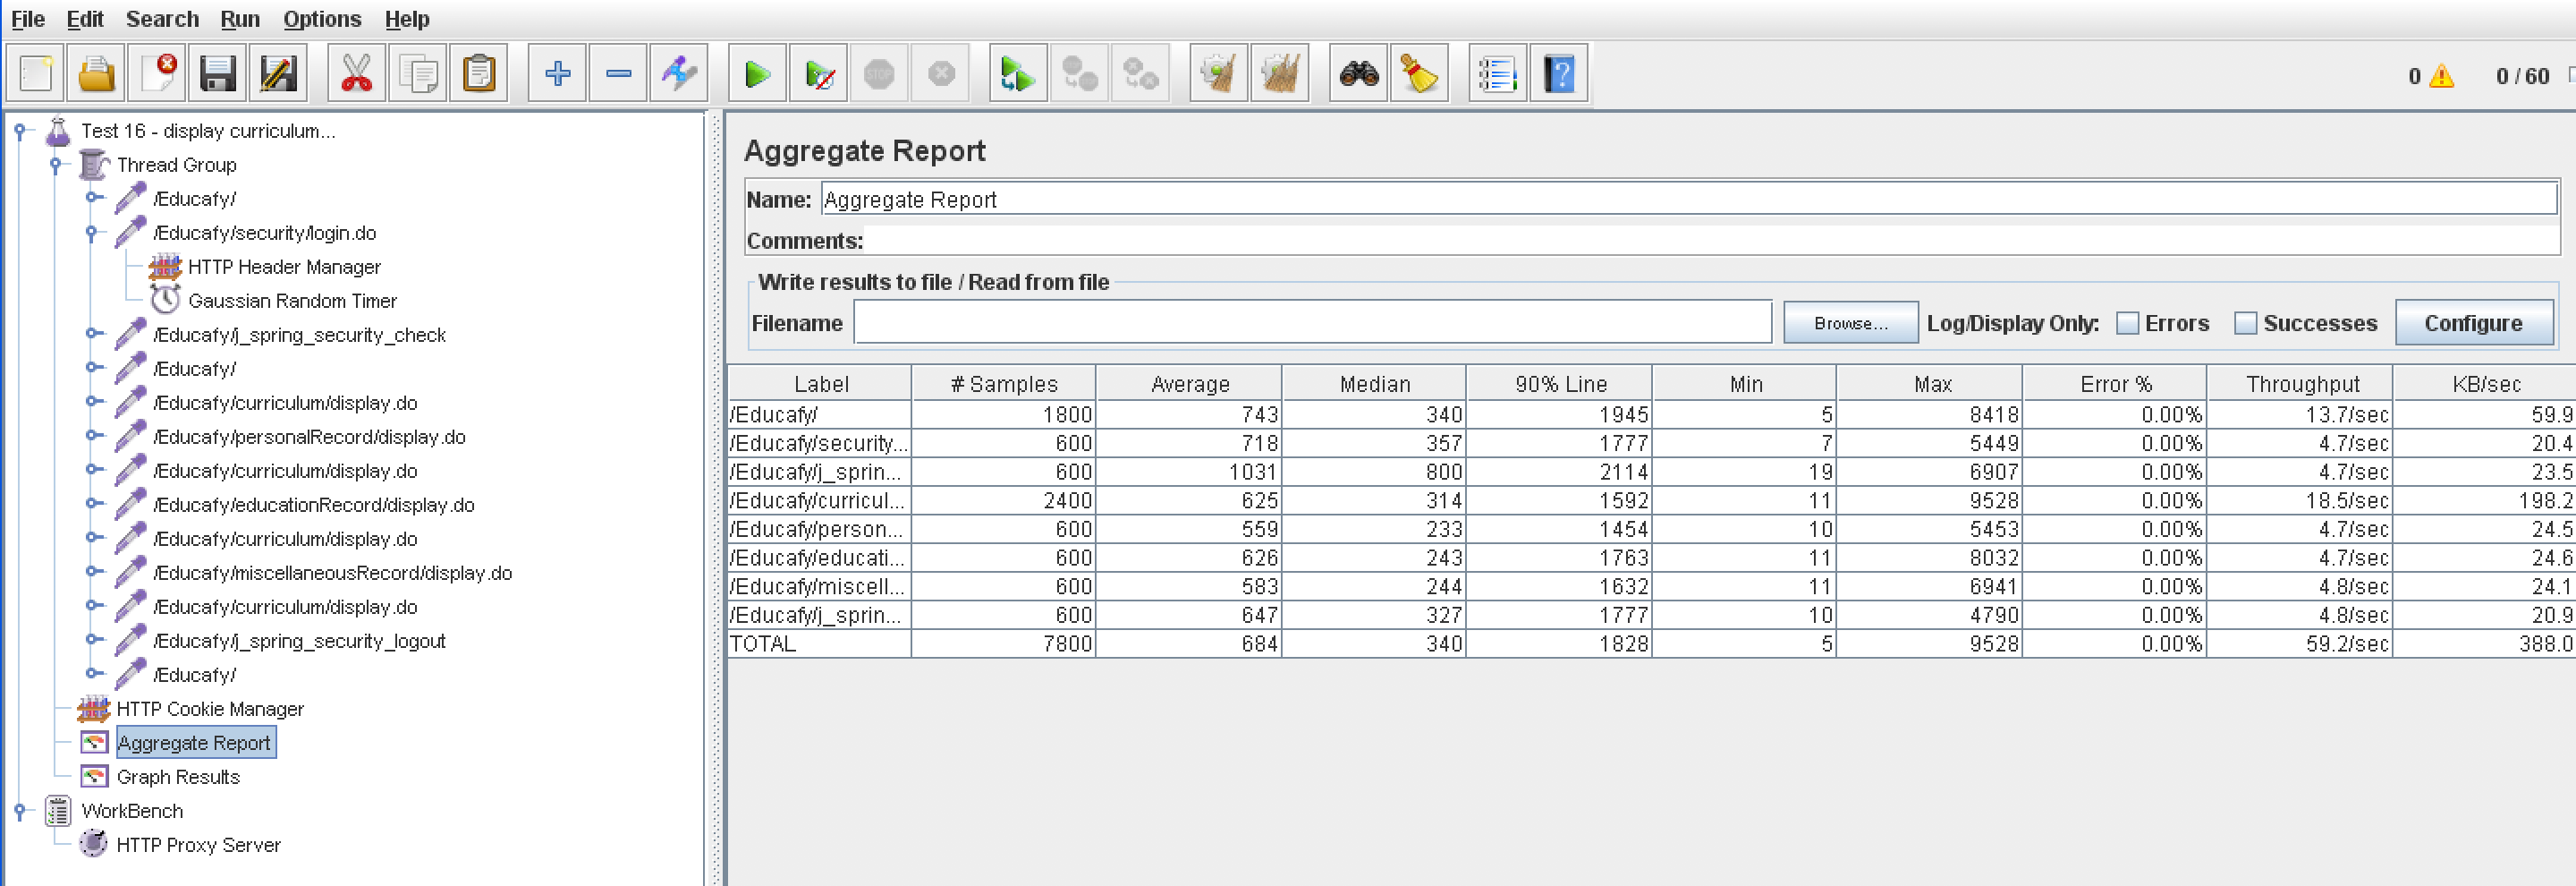 File Edit Search Run Options Help
STOP
0 0 / 60
Test 16 - display curriculum...
Thread Group
/Educafy/
/Educafy/security/login.do
HTTP Header Manager
Gaussian Random Timer
/Educafy/j_spring_security_check
/Educafy/
/Educafy/curriculum/display.do
/Educafy/personalRecord/display.do
/Educafy/curriculum/display.do
/Educafy/educationRecord/display.do
/Educafy/curriculum/display.do
/Educafy/miscellaneousRecord/display.do
/Educafy/curriculum/display.do
/Educafy/j_spring_security_logout
/Educafy/
HTTP Cookie Manager
Aggregate Report
Graph Results
WorkBench
HTTP Proxy Server
Aggregate Report
Name: Aggregate Report
Comments:
Write results to file / Read from file
Filename Browse... Log/Display Only: Errors Successes Configure
Label # Samples Average Median 90% Line Min Max Error % Throughput KB/sec
/Educafy/ 1800 743 340 1945 5 8418 0.00% 13.7/sec 59.9
/Educafy/security... 600 718 357 1777 7 5449 0.00% 4.7/sec 20.4
/Educafy/j_sprin... 600 1031 800 2114 19 6907 0.00% 4.7/sec 23.5
/Educafy/curricul... 2400 625 314 1592 11 9528 0.00% 18.5/sec 198.2
/Educafy/person... 600 559 233 1454 10 5453 0.00% 4.7/sec 24.5
/Educafy/educati... 600 626 243 1763 11 8032 0.00% 4.7/sec 24.6
/Educafy/miscell... 600 583 244 1632 11 6941 0.00% 4.8/sec 24.1
/Educafy/j_sprin... 600 647 327 1777 10 4790 0.00% 4.8/sec 20.9
TOTAL 7800 684 340 1828 5 9528 0.00% 59.2/sec 388.0